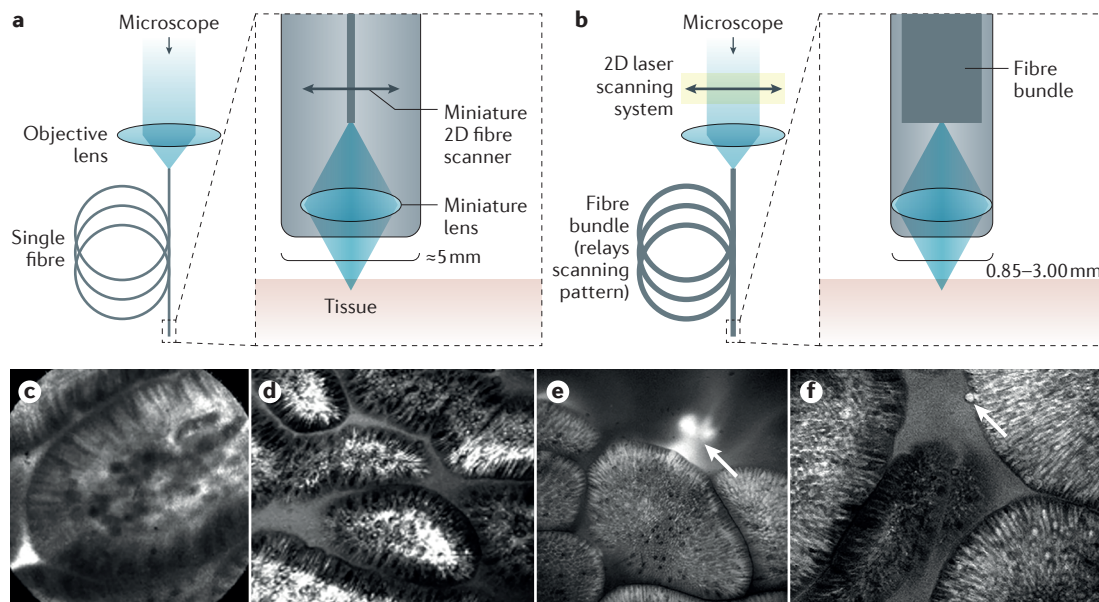 a
Microscope
Objective
lens
Single
fibre
Miniature
2D fibre
scanner
Miniature
lens
≈5 mm
Tissue
b
Microscope
2D laser
scanning
system
Fibre
bundle
(relays
scanning
pattern)
Fibre
bundle
0.85–3.00 mm
c
d
e
f